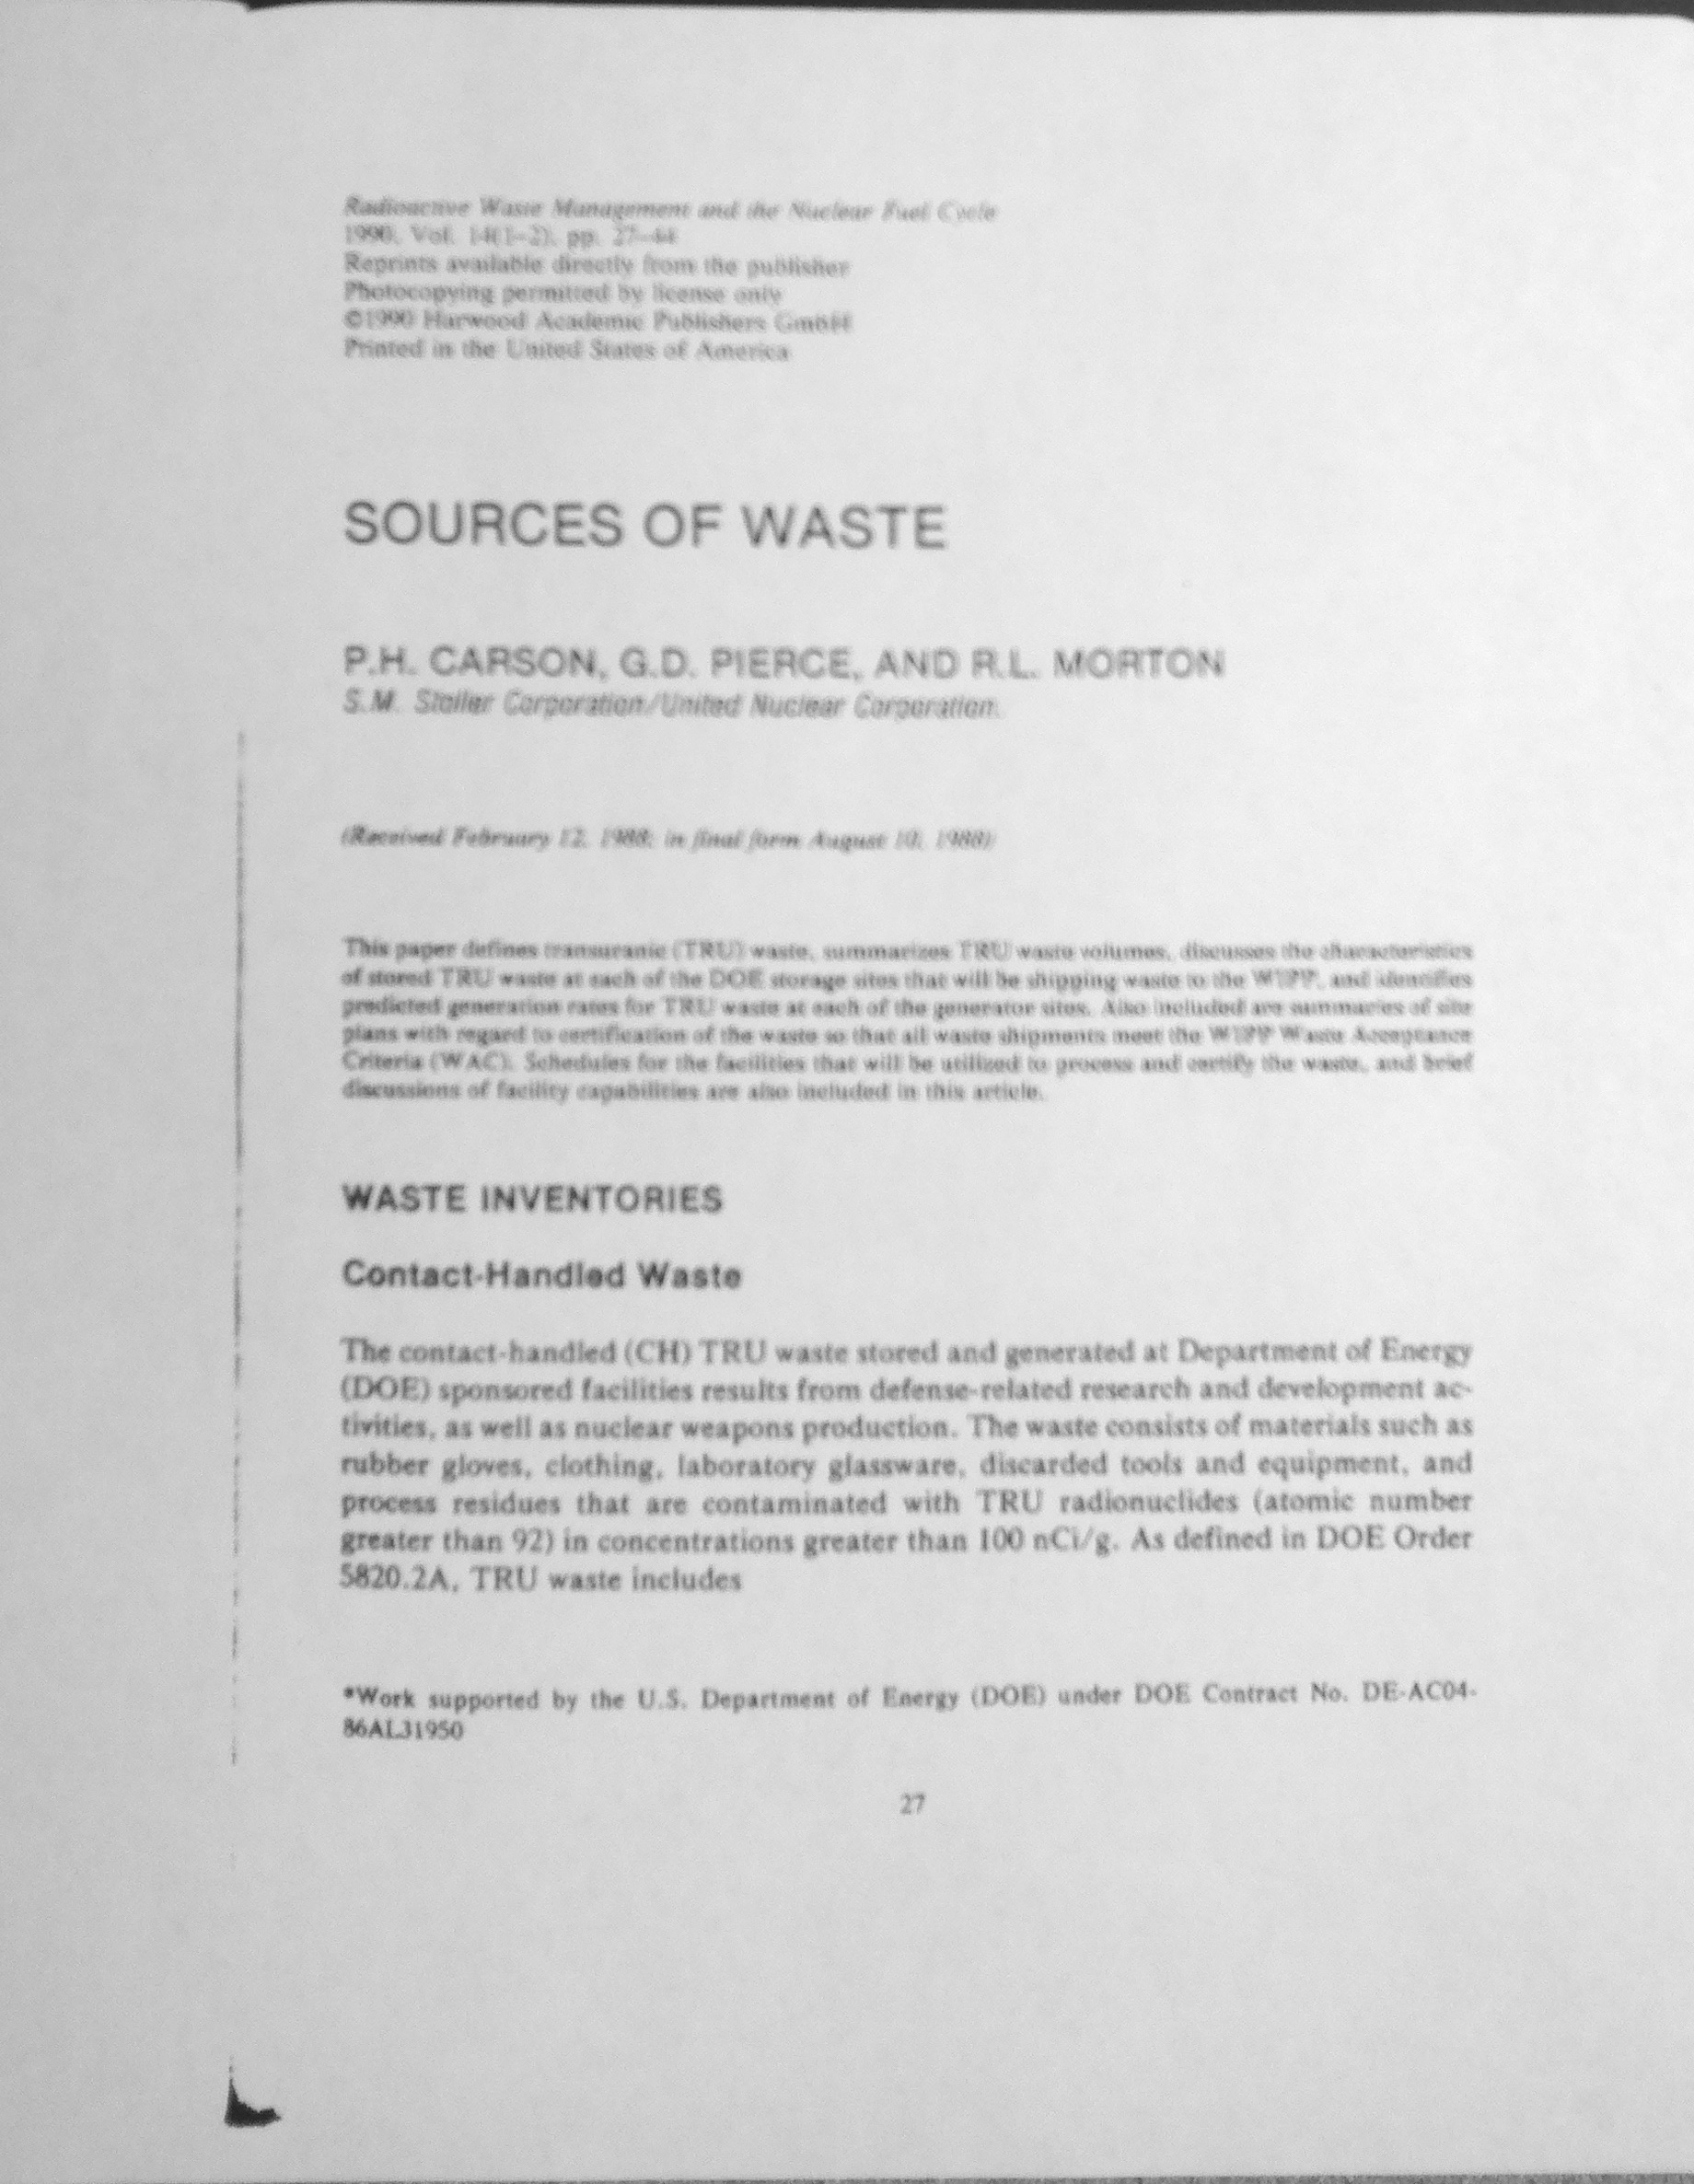 Radioactive Waste Management and the Nuclear Fuel Cycle
1990, Vol. 14(1–2), pp. 27–44
Reprints available directly from the publisher
Photocopying permitted by license only
©1990 Harwood Academic Publishers GmbH
Printed in the United States of America
SOURCES OF WASTE
P.H. CARSON, G.D. PIERCE, AND R.L. MORTON
S.M. Stoller Corporation/United Nuclear Corporation.
(Received February 12, 1988; in final form August 10, 1988)
This paper defines transuranic (TRU) waste, summarizes TRU waste volumes, discusses the characteristics
of stored TRU waste at each of the DOE storage sites that will be shipping waste to the WIPP, and identifies
predicted generation rates for TRU waste at each of the generator sites. Also included are summaries of site
plans with regard to certification of the waste so that all waste shipments meet the WIPP Waste Acceptance
Criteria (WAC). Schedules for the facilities that will be utilized to process and certify the waste, and brief
discussions of facility capabilities are also included in this article.
WASTE INVENTORIES
Contact-Handled Waste
The contact-handled (CH) TRU waste stored and generated at Department of Energy
(DOE) sponsored facilities results from defense-related research and development ac-
tivities, as well as nuclear weapons production. The waste consists of materials such as
rubber gloves, clothing, laboratory glassware, discarded tools and equipment, and
process residues that are contaminated with TRU radionuclides (atomic number
greater than 92) in concentrations greater than 100 nCi/g. As defined in DOE Order
5820.2A, TRU waste includes
*Work supported by the U.S. Department of Energy (DOE) under DOE Contract No. DE-AC04-
86AL31950
27